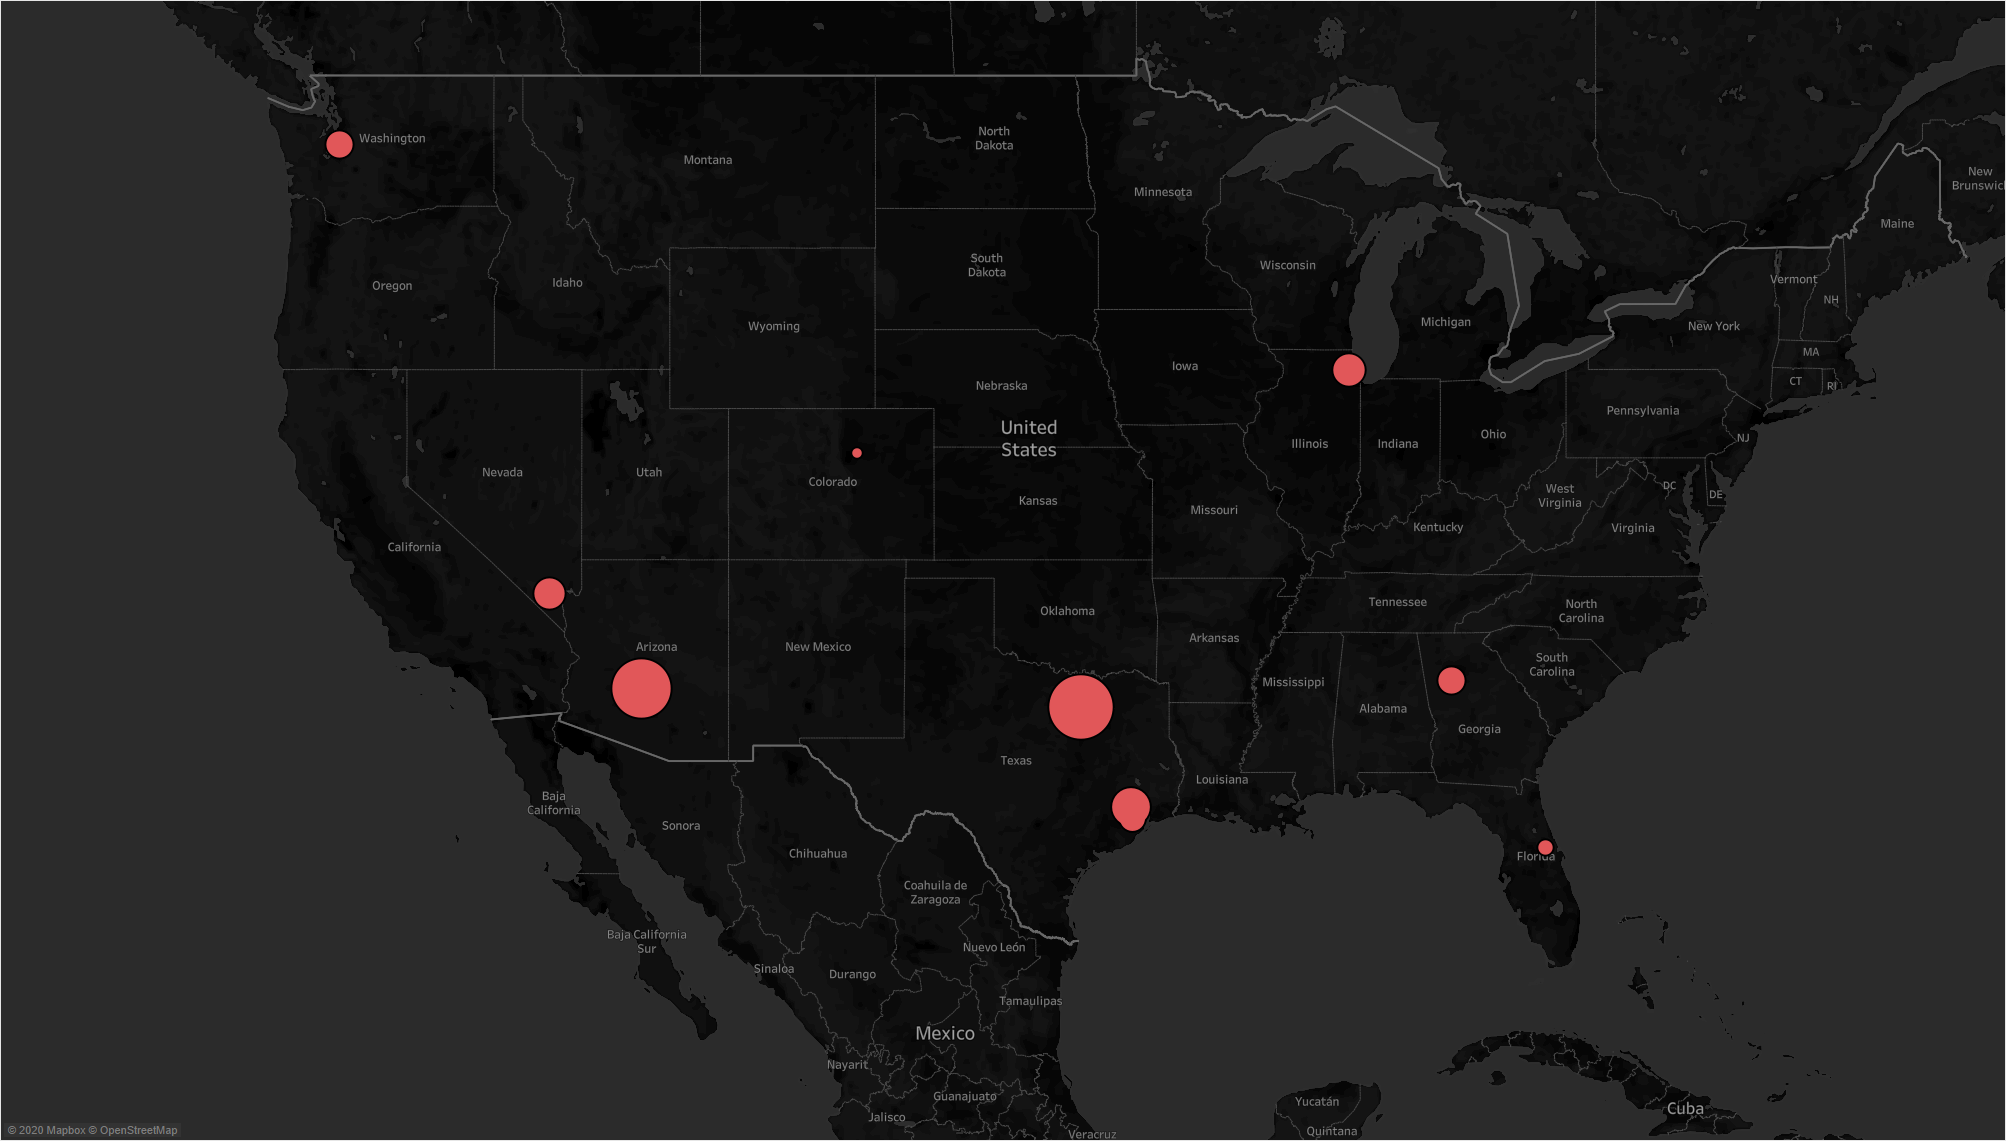 Washington
Montana
North
Dakota
Minnesota
New
Brunswick
Maine
Oregon
Idaho
South
Dakota
Wisconsin
Vermont
NH
Wyoming
Michigan
New York
MA
Iowa
CT
RI
Nebraska
Pennsylvania
United
States
Illinois
Indiana
Ohio
NJ
Nevada
Utah
Colorado
Kansas
Missouri
West
Virginia
DC
DE
Kentucky
Virginia
California
Oklahoma
Tennessee
North
Carolina
Arizona
New Mexico
Arkansas
South
Carolina
Mississippi
Alabama
Georgia
Texas
Louisiana
Baja
California
Sonora
Chihuahua
Florida
Coahuila de
Zaragoza
Baja California
Sur
Nuevo León
Sinaloa
Durango
Tamaulipas
Mexico
Nayarit
Guanajuato
Yucatán
Cuba
Jalisco
Veracruz
Quintana
© 2020 Mapbox © OpenStreetMap